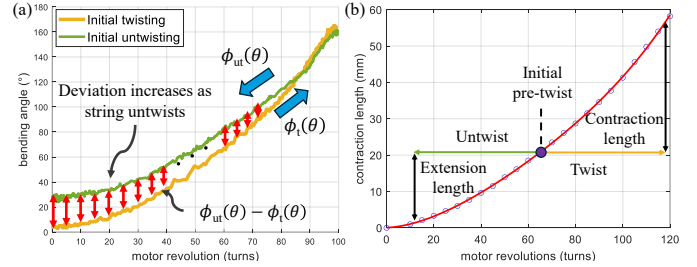 (a)
Initial twisting
Initial untwisting
ϕut(θ)
Deviation increases as
string untwists
ϕt(θ)
ϕut(θ) − ϕt(θ)
bending angle (°)
180
160
140
120
100
80
60
40
20
0
0 10 20 30 40 50 60 70 80 90 100
motor revolution (turns)
(b)
Initial
pre-twist
Contraction
length
Untwist
Twist
Extension
length
contraction length (mm)
60
50
40
30
20
10
0
0 20 40 60 80 100 120
motor revolutions (turns)